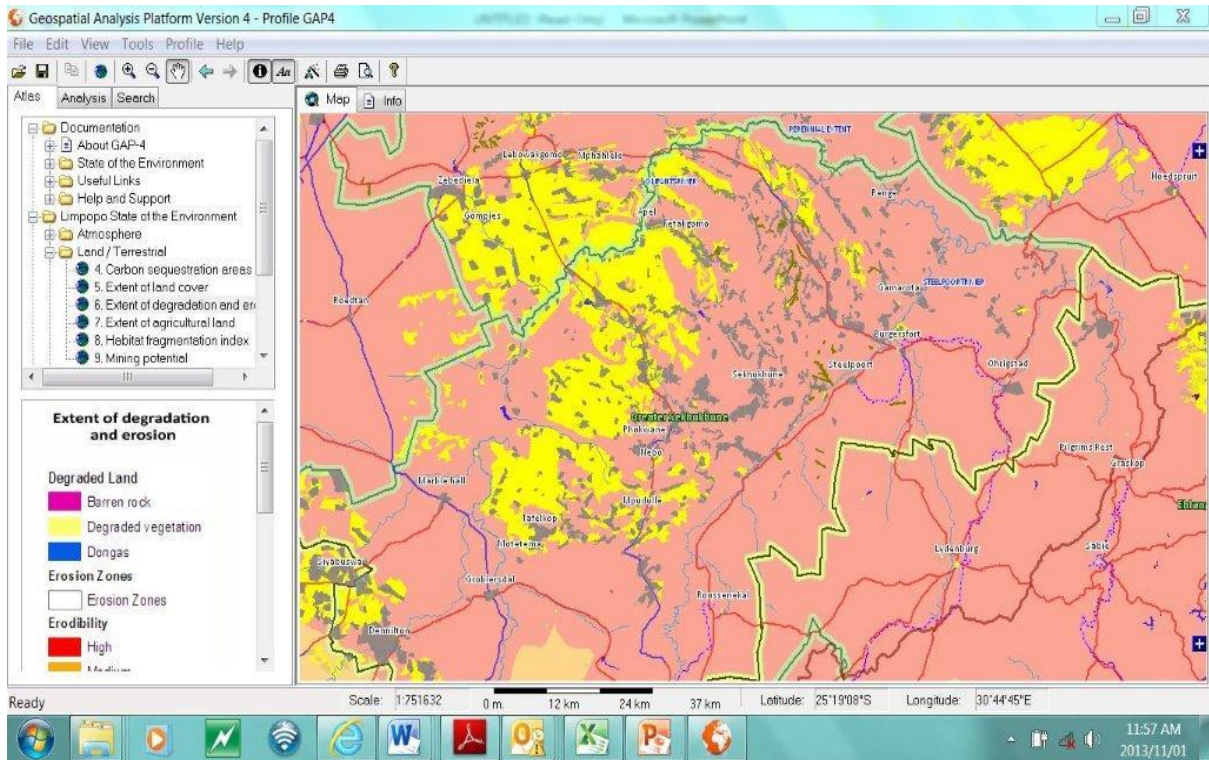 Geospatial Analysis Platform Version 4 - Profile GAP4
File Edit View Tools Profile Help
Atlas Analysis Search
Map Info
Documentation
About GAP-4
State of the Environment
Useful Links
Help and Support
Limpopo State of the Environment
Atmosphere
Land / Terrestrial
4. Carbon sequestration areas
5. Extent of land cover
6. Extent of degradation and er
7. Extent of agricultural land
8. Habitat fragmentation index
9. Mining potential
Extent of degradation
and erosion
Degraded Land
Barren rock
Degraded vegetation
Dongas
Erosion Zones
Erosion Zones
Erodibility
High
Medium
PERENNIAL EXTENT
Lebowakgomo Mphahlele
Zebediela
Hoedspruit
Penge
Gompies
Apel
Fetakgomo
Roedtan
STEELPOORTRIVIER
Burgersfort
Ohrigstad
Steelpoort
Sekhukhune
Greater Sekhukhune
Phokwane
Nebo
Pilgrims Rest
Graskop
Marble hall
Tafelkop
Motetema
Siyabuswa
Lydenburg
Sabie
Groblersdal
Roossenekal
Dennilton
Ready Scale: 1:751632 0 m. 12 km 24 km 37 km Latitude: 25°19'08"S Longitude: 30°44'45"E
11:57 AM
2013/11/01